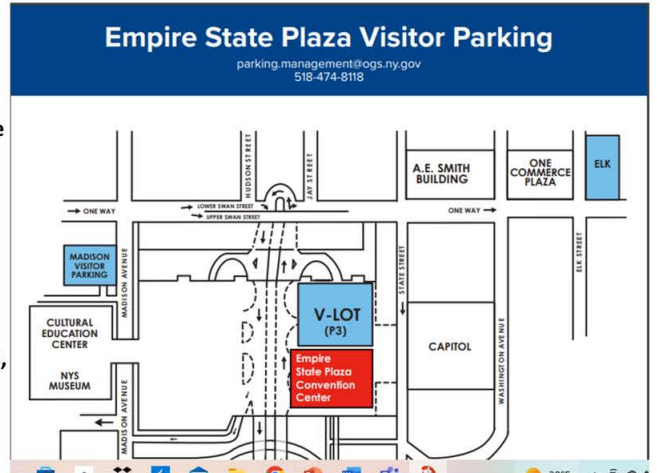 Empire State Plaza Visitor Parking
parking.management@ogs.ny.gov
518-474-8118
HUDSON STREET
JAY STREET
A.E. SMITH
BUILDING
ONE
COMMERCE
PLAZA
ELK
LOWER SWAN STREET
UPPER SWAN STREET
ONE WAY
ONE WAY
MADISON
VISITOR
PARKING
MADISON AVENUE
STATE STREET
ELK STREET
V-LOT
(P3)
CULTURAL
EDUCATION
CENTER
NYS
MUSEUM
Empire
State Plaza
Convention
Center
CAPITOL
WASHINGTON AVENUE
MADISON AVENUE